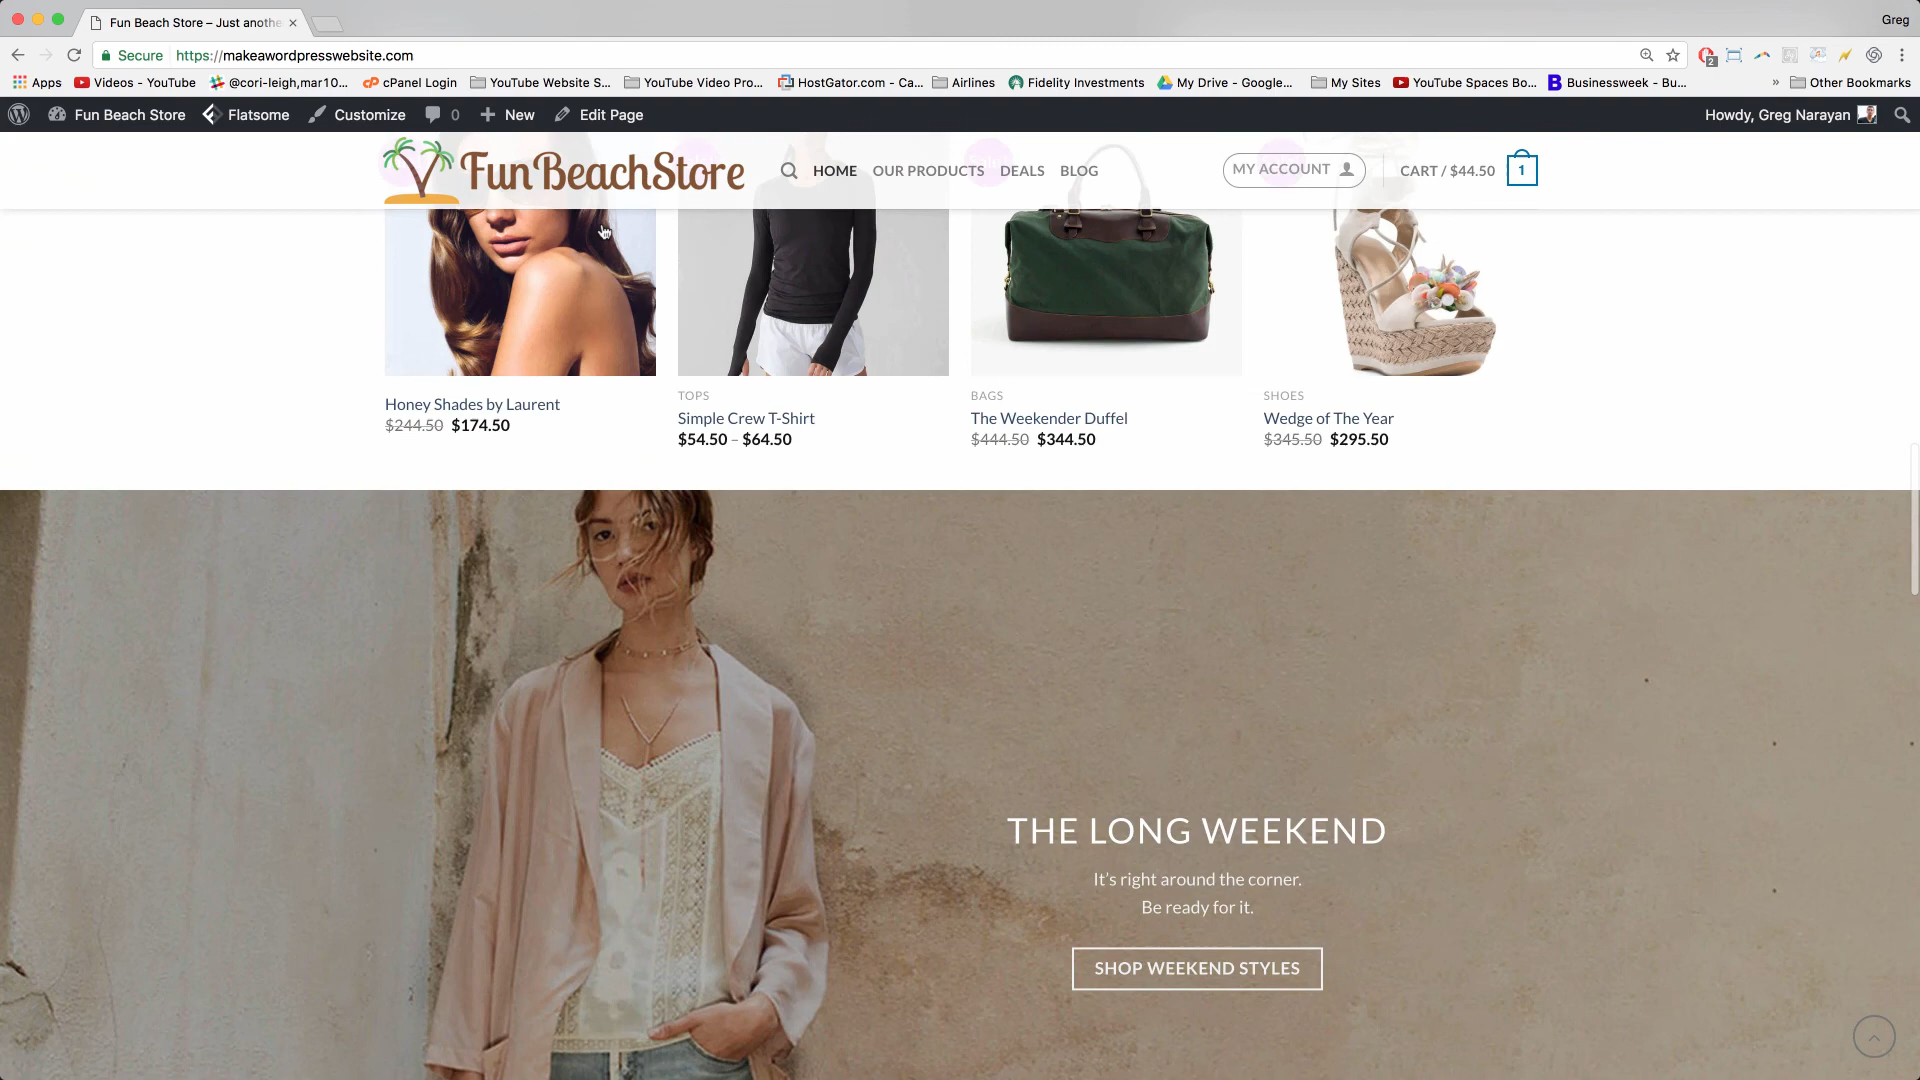 Greg
Fun Beach Store – Just anothe
Secure https://makeawordpresswebsite.com
2
Apps Videos - YouTube @cori-leigh,mar10... cPanel Login YouTube Website S... YouTube Video Pro... HostGator.com - Ca... Airlines Fidelity Investments My Drive - Google... My Sites YouTube Spaces Bo... Businessweek - Bu... » Other Bookmarks
Fun Beach Store Flatsome Customize 0 New Edit Page Howdy, Greg Narayan
FunBeachStore HOME OUR PRODUCTS DEALS BLOG MY ACCOUNT CART / $44.50 1
TOPS BAGS SHOES
Honey Shades by Laurent Simple Crew T-Shirt The Weekender Duffel Wedge of The Year
$244.50 $174.50 $54.50 – $64.50 $444.50 $344.50 $345.50 $295.50
THE LONG WEEKEND
It's right around the corner.
Be ready for it.
SHOP WEEKEND STYLES